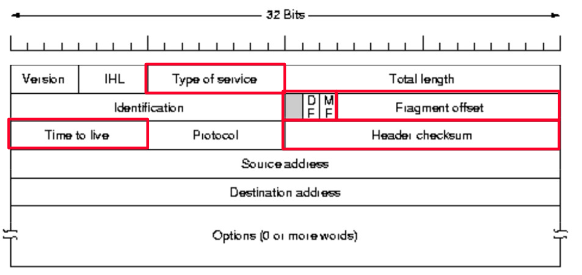 32 Bits
Version IHL Type of service Total length
Identification D F M F Fragment offset
Time to live Protocol Header checksum
Source address
Destination address
Options (0 or more words)